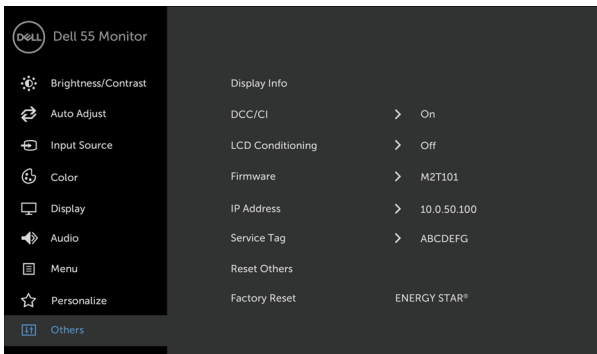 DELL Dell 55 Monitor
Brightness/Contrast
Display Info
Auto Adjust
DCC/CI > On
Input Source
LCD Conditioning > Off
Color
Firmware > M2T101
Display
IP Address > 10.0.50.100
Audio
Service Tag > ABCDEFG
Menu
Reset Others
Personalize
Factory Reset ENERGY STAR®
Others